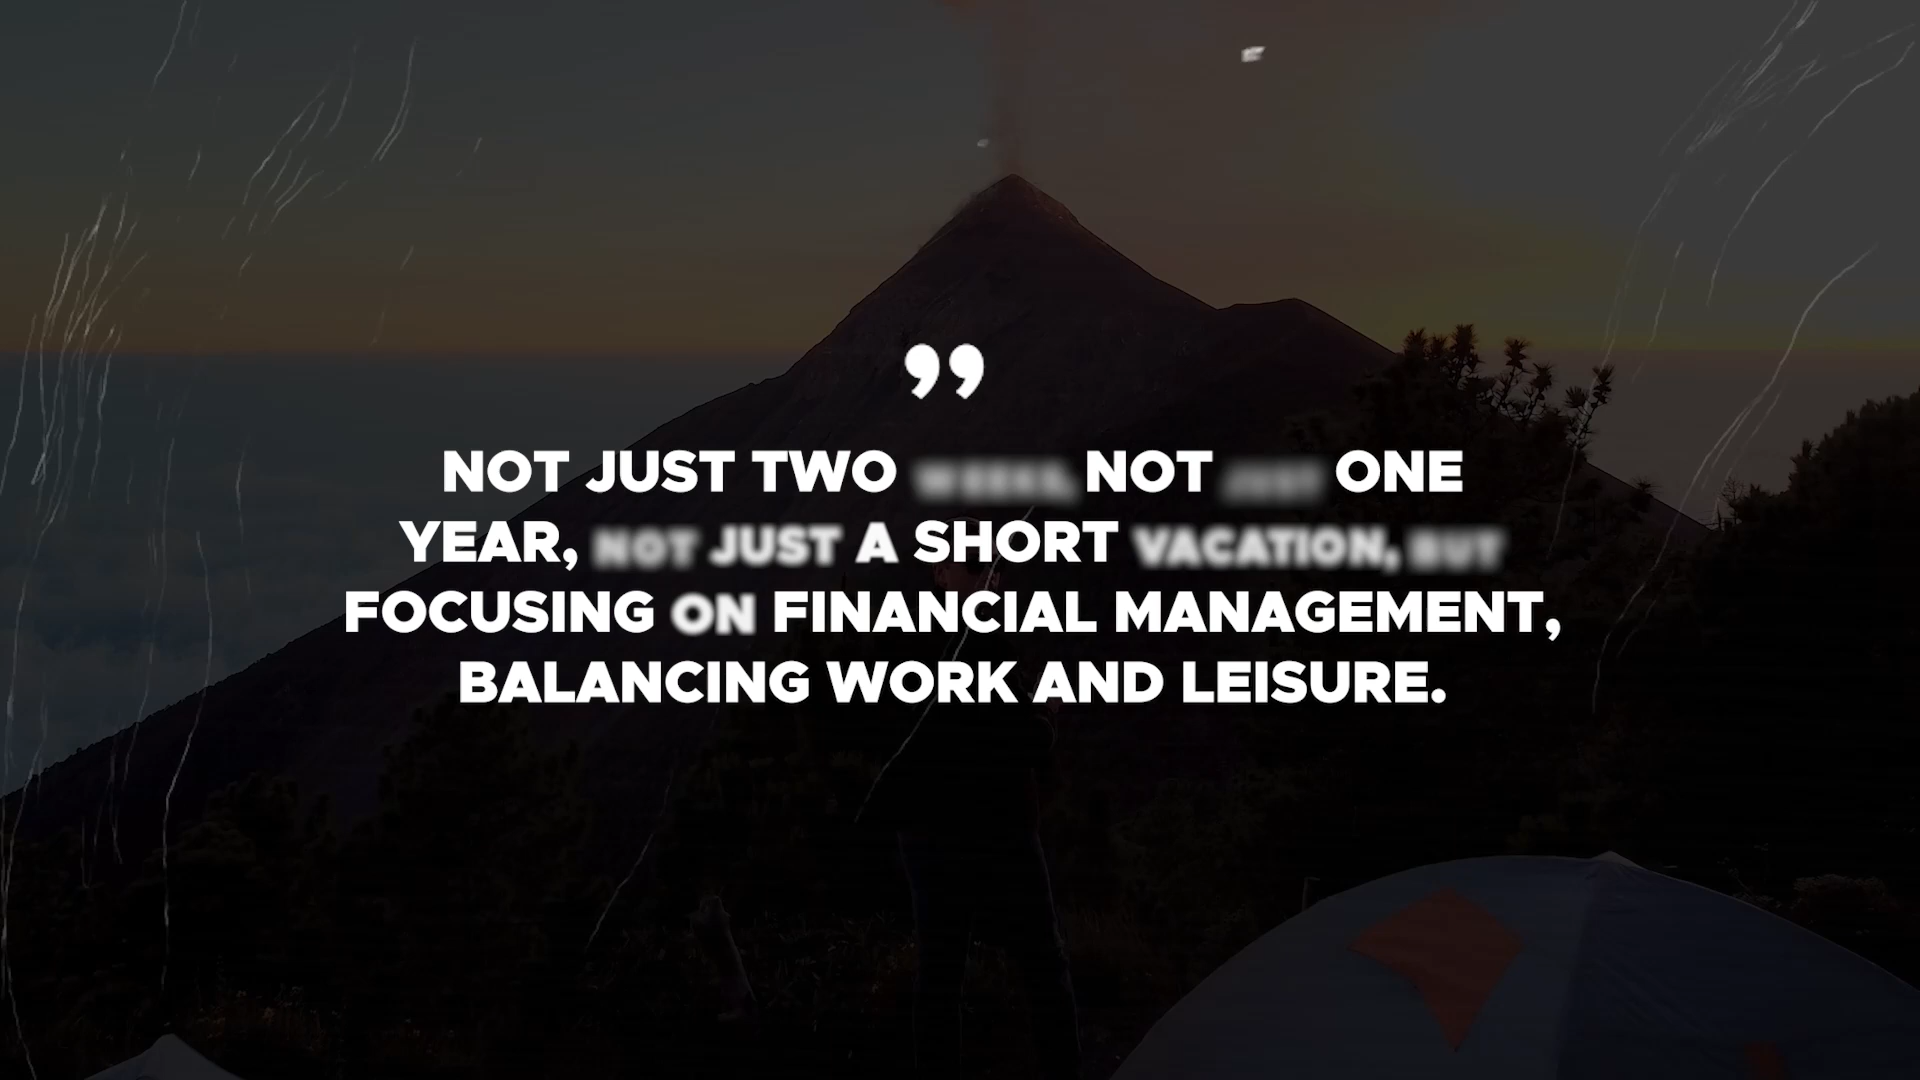 ”
NOT JUST TWO WEEKS, NOT JUST ONE
YEAR, NOT JUST A SHORT VACATION, BUT
FOCUSING ON FINANCIAL MANAGEMENT,
BALANCING WORK AND LEISURE.